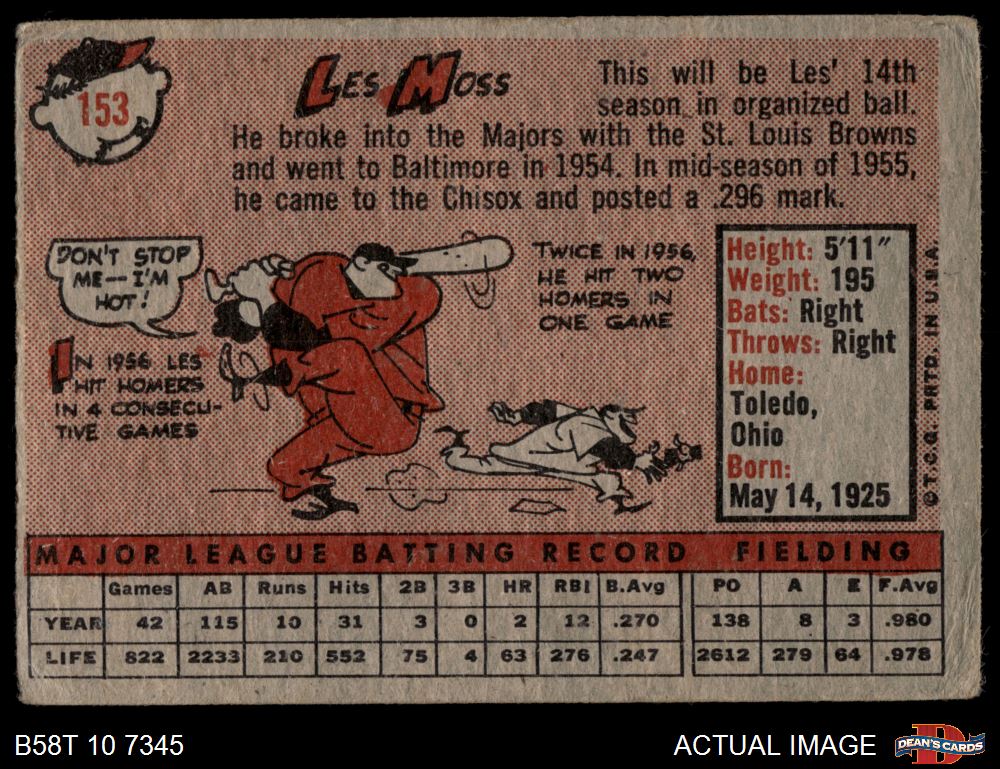 153
LES MOSS
This will be Les' 14th
season in organized ball.
He broke into the Majors with the St. Louis Browns
and went to Baltimore in 1954. In mid-season of 1955,
he came to the Chisox and posted a .296 mark.
DON'T STOP
ME--I'M
HOT!
IN 1956 LES
HIT HOMERS
IN 4 CONSECU-
TIVE GAMES
TWICE IN 1956,
HE HIT TWO
HOMERS IN
ONE GAME
Height: 5'11"
Weight: 195
Bats: Right
Throws: Right
Home:
Toledo,
Ohio
Born:
May 14, 1925
©T.C.G. PRTD. IN U.S.A.
MAJOR LEAGUE BATTING RECORD FIELDING
Games AB Runs Hits 2B 3B HR RBI B.Avg PO A E F.Avg
YEAR 42 115 10 31 3 0 2 12 .270 138 8 3 .980
LIFE 822 2233 210 552 75 4 63 276 .247 2612 279 64 .978
B58T 10 7345
ACTUAL IMAGE
D
DEAN'S CARDS